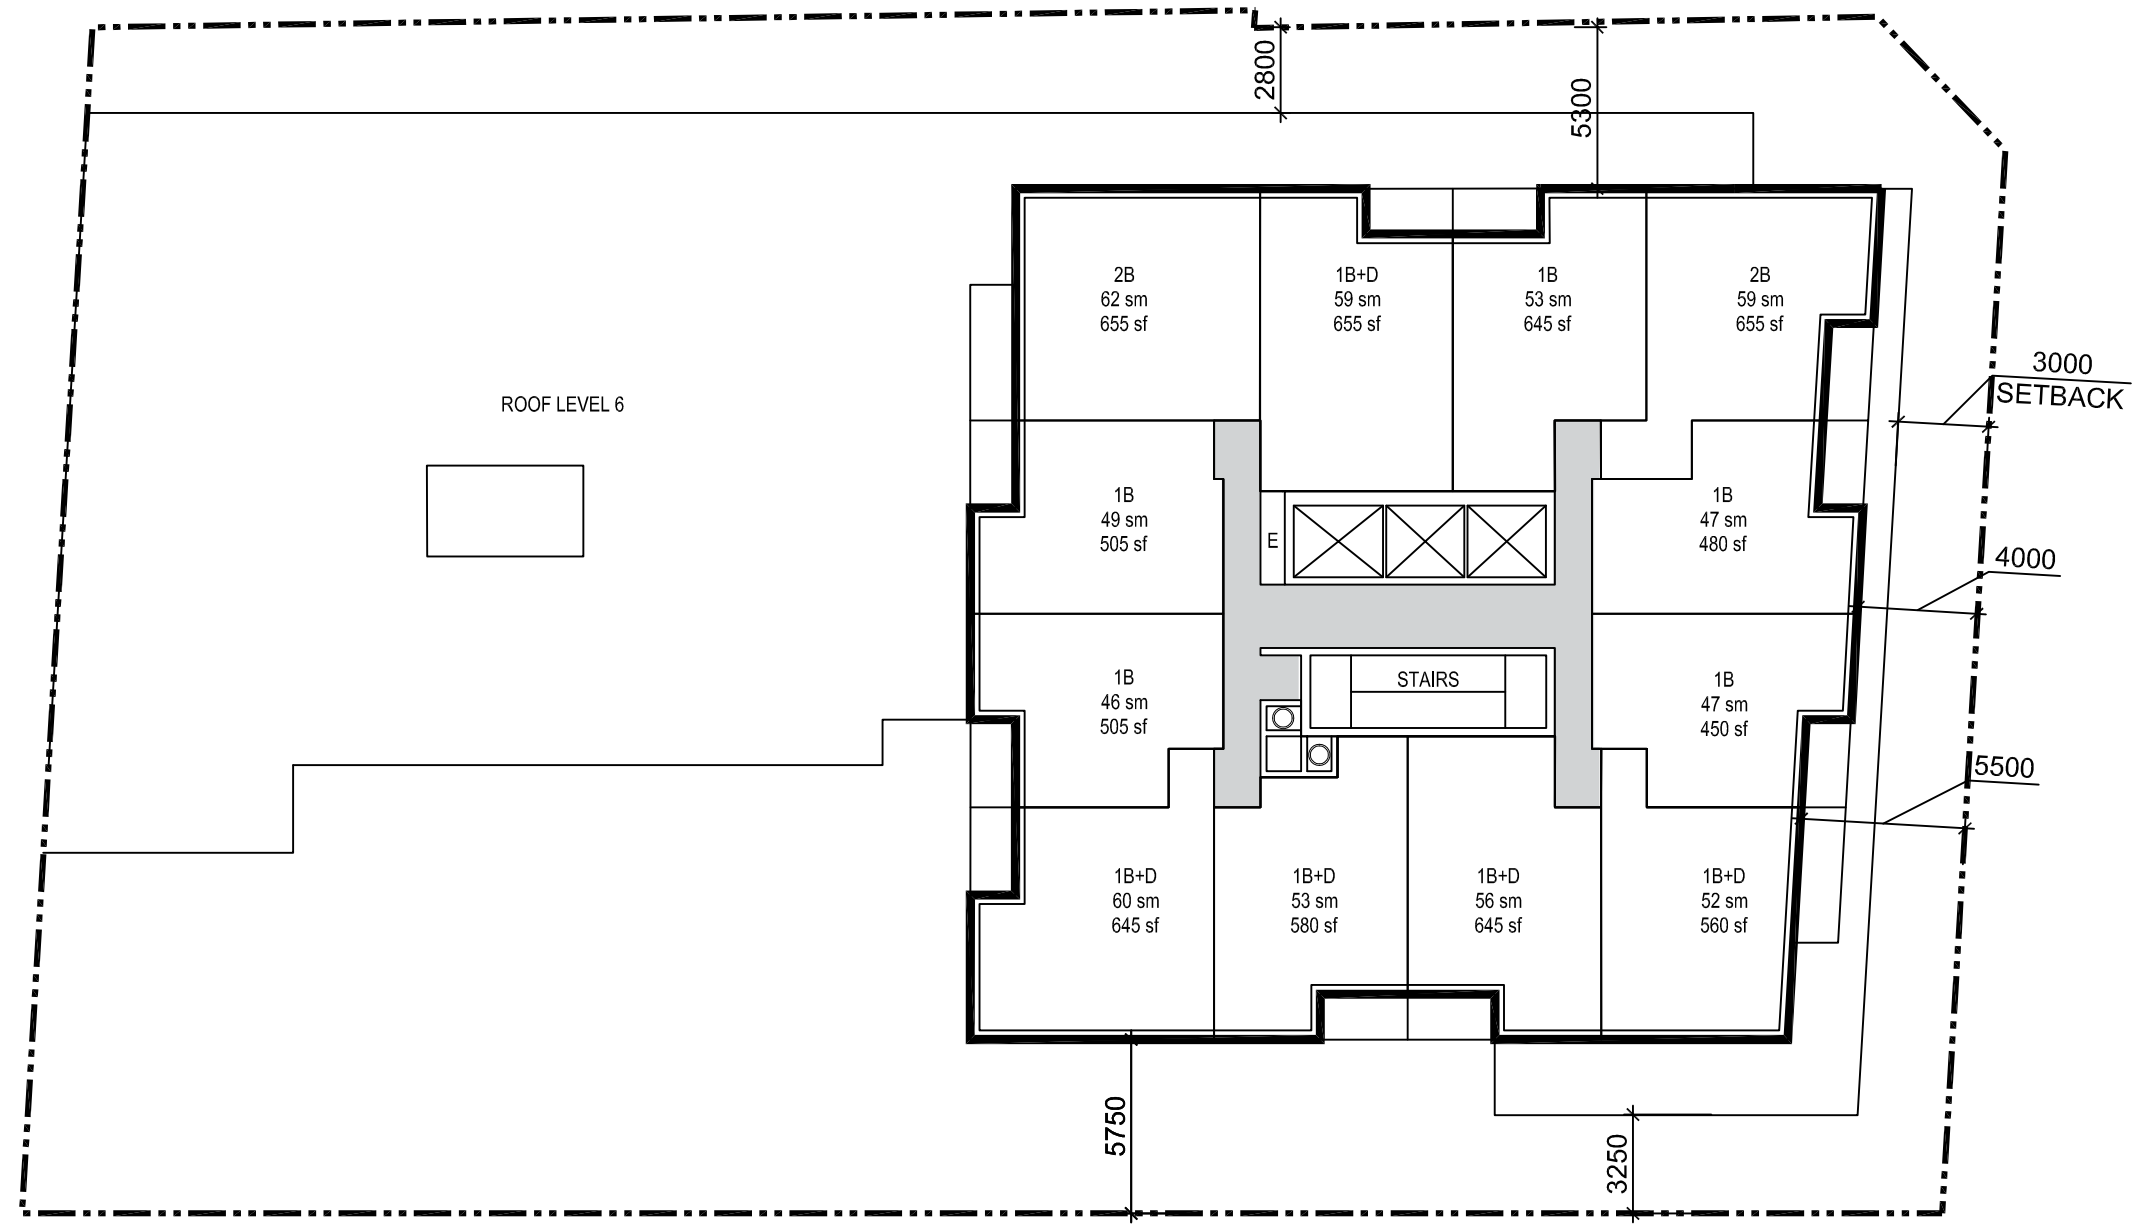 2800
5300
2B
62 sm
655 sf
1B+D
59 sm
655 sf
1B
53 sm
645 sf
2B
59 sm
655 sf
3000
SETBACK
ROOF LEVEL 6
1B
49 sm
505 sf
E
1B
47 sm
480 sf
4000
1B
46 sm
505 sf
STAIRS
1B
47 sm
450 sf
5500
1B+D
60 sm
645 sf
1B+D
53 sm
580 sf
1B+D
56 sm
645 sf
1B+D
52 sm
560 sf
5750
3250